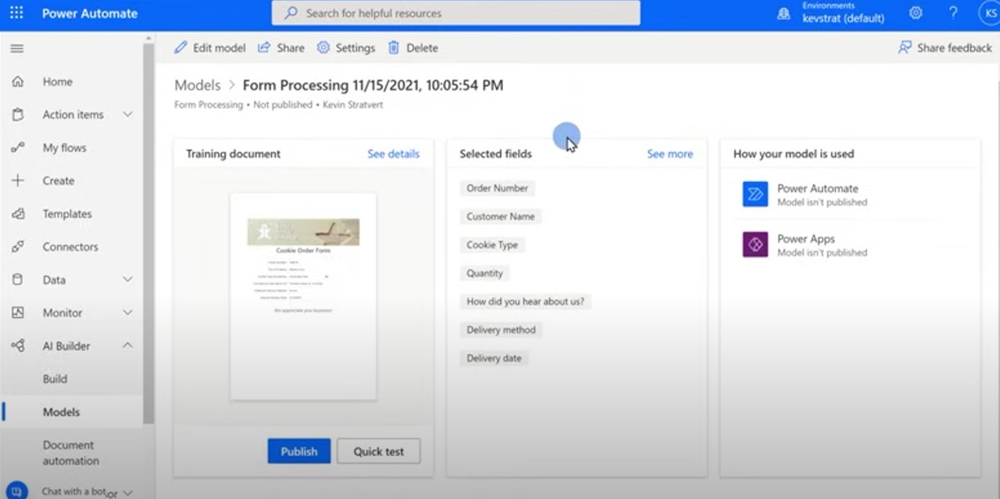 Power Automate
Search for helpful resources
Environments
kevstrat (default)
?
KS
Edit model
Share
Settings
Delete
Share feedback
Home
Action items
My flows
Create
Templates
Connectors
Data
Monitor
AI Builder
Build
Models
Document
automation
Chat with a bot
or
Models > Form Processing 11/15/2021, 10:05:54 PM
Form Processing • Not published • Kevin Stratvert
Training document
See details
Cookie Order Form
We appreciate your business!
Publish
Quick test
Selected fields
See more
Order Number
Customer Name
Cookie Type
Quantity
How did you hear about us?
Delivery method
Delivery date
How your model is used
Power Automate
Model isn't published
Power Apps
Model isn't published